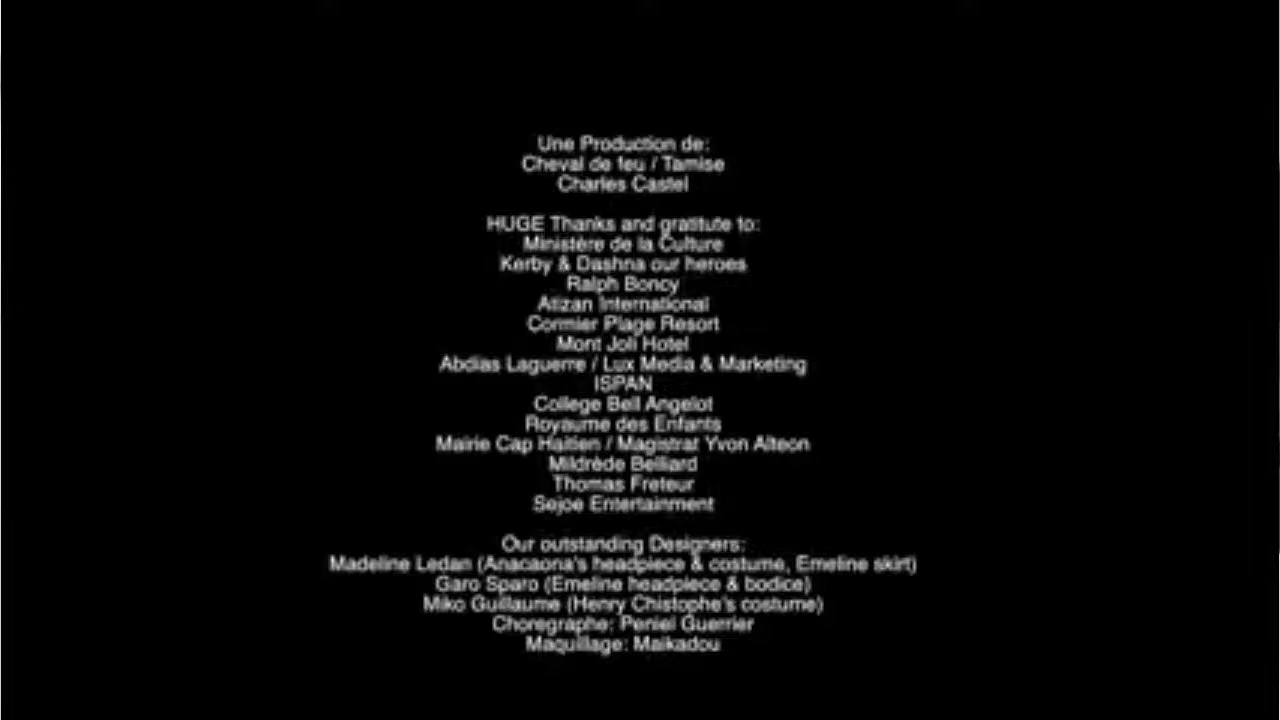 Une Production de:
Cheval de feu / Tamise
Charles Castel
HUGE Thanks and gratitute to:
Ministère de la Culture
Kerby & Dashna our heroes
Ralph Boncy
Atizan International
Cormier Plage Resort
Mont Joli Hotel
Abdias Laguerre / Lux Media & Marketing
ISPAN
College Bell Angelot
Royaume des Enfants
Mairie Cap Haitien / Magistrat Yvon Alteon
Mildrède Belliard
Thomas Freteur
Sejoe Entertainment
Our outstanding Designers:
Madeline Ledan (Anacaona's headpiece & costume, Emeline skirt)
Garo Sparo (Emeline headpiece & bodice)
Miko Guillaume (Henry Chistophe's costume)
Choregraphe: Peniel Guerrier
Maquillage: Maikadou